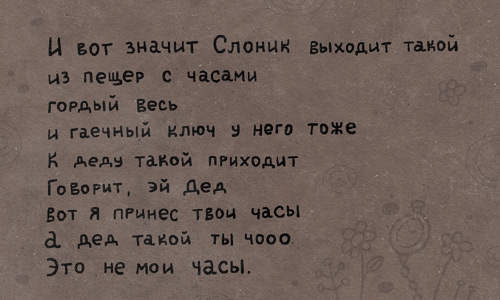 И вот значит Слоник выходит такой
из пещер с часами
гордый весь
и гаечный ключ у него тоже
К деду такой приходит
Говорит, эй Дед
Вот я принес твои часы
а дед такой ты чооо
Это не мои часы.